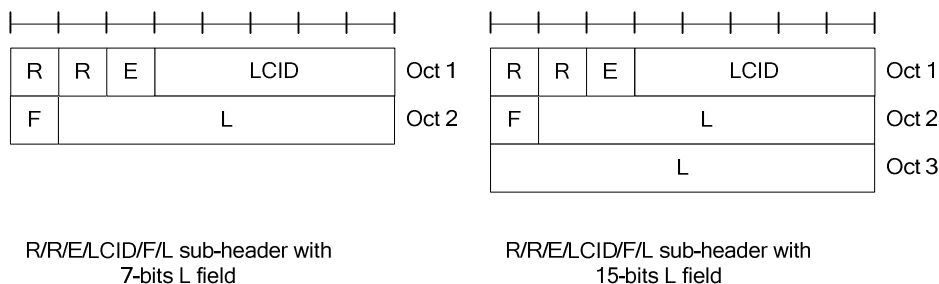 R R E LCID Oct 1
F L Oct 2
R/R/E/LCID/F/L sub-header with
7-bits L field
R R E LCID Oct 1
F L Oct 2
L Oct 3
R/R/E/LCID/F/L sub-header with
15-bits L field